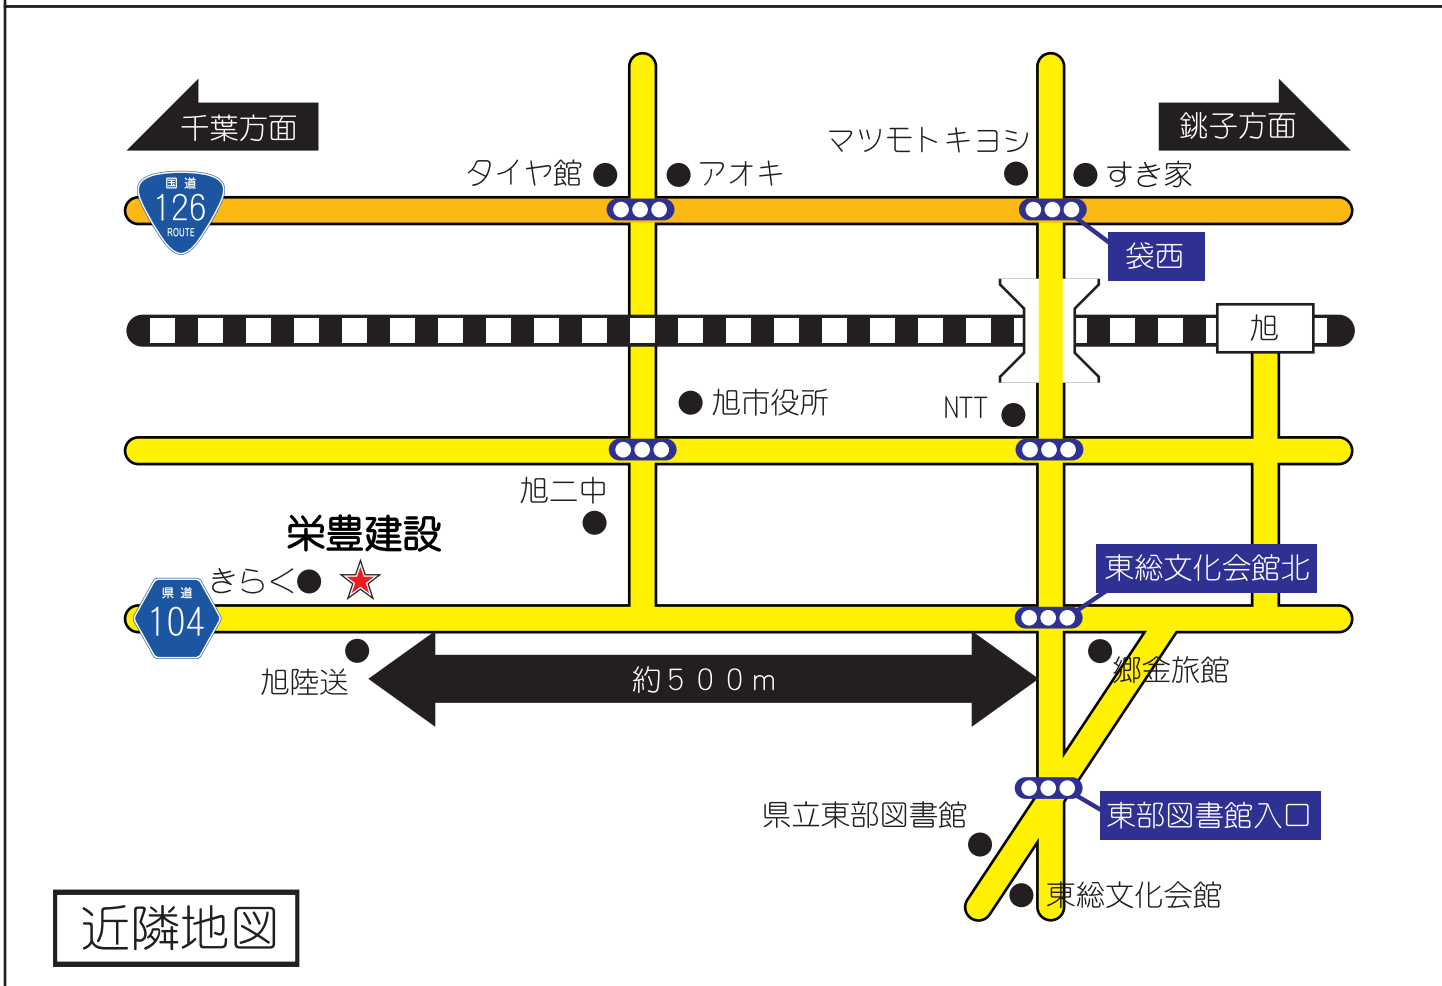 千葉方面
銚子方面
マツモトキヨシ
タイヤ館
アオキ
すき家
国道
126
ROUTE
袋西
旭
旭市役所
NTT
旭二中
栄豊建設
東総文化会館北
きらく
県道
104
旭陸送
約500m
郷金旅館
県立東部図書館
東部図書館入口
東総文化会館
近隣地図